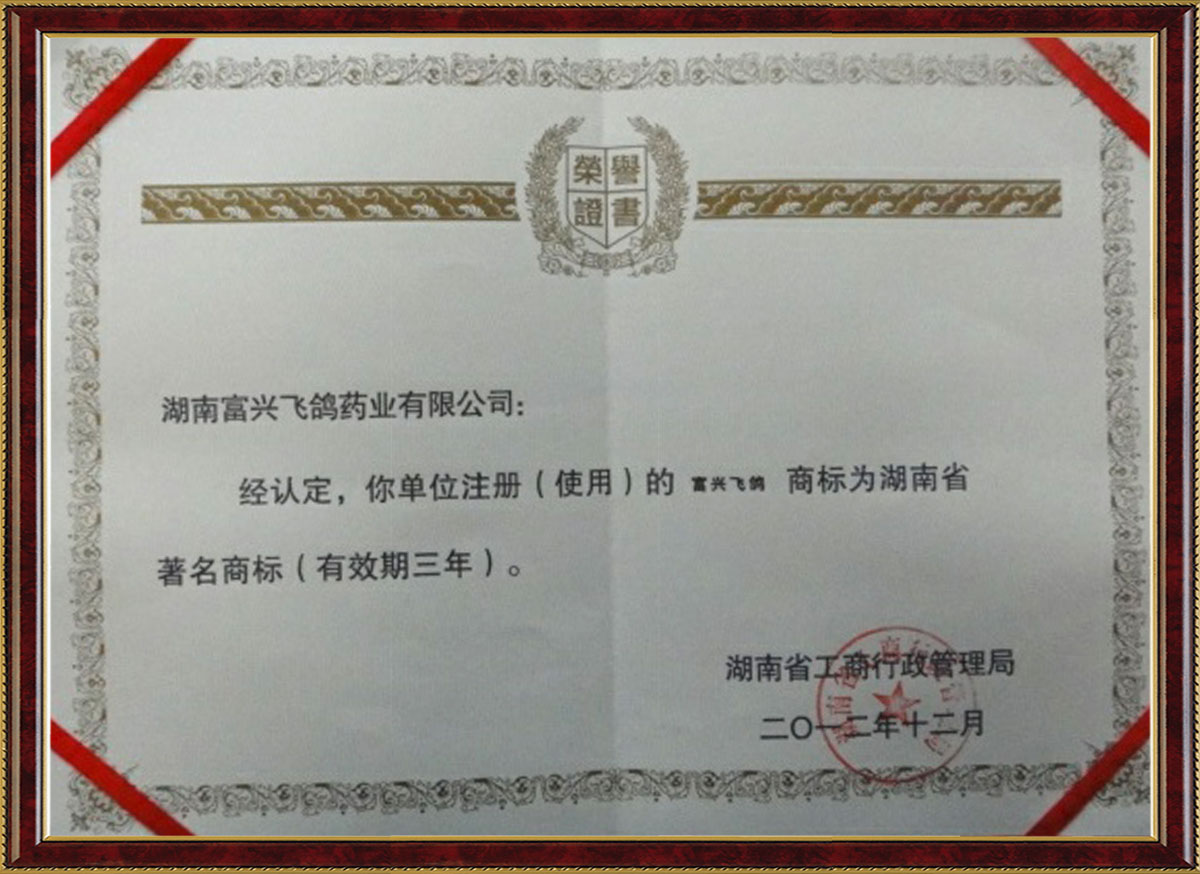 榮譽
證書
湖南富兴飞鸽药业有限公司:
经认定，你单位注册（使用）的 富兴飞鸽 商标为湖南省
著名商标（有效期三年）。
湖南省工商行政管理局
二〇一二年十二月